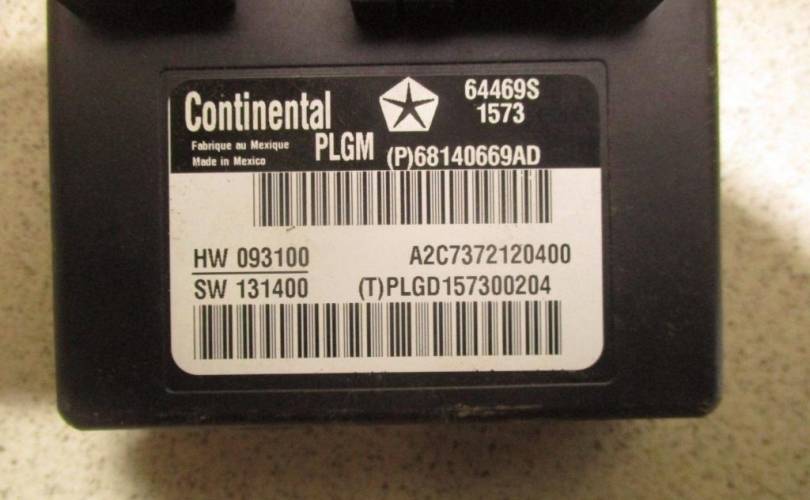 Continental
64469S
1573
Fabrique au Mexique
Made in Mexico
PLGM
(P)68140669AD
HW 093100
A2C7372120400
SW 131400
(T)PLGD157300204